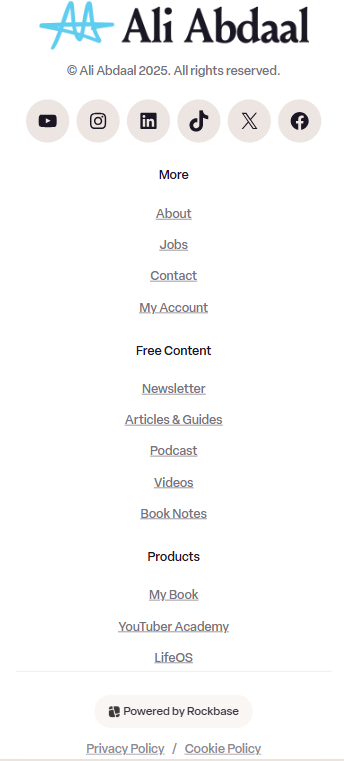 Ali Abdaal
© Ali Abdaal 2025. All rights reserved.
More
About
Jobs
Contact
My Account
Free Content
Newsletter
Articles & Guides
Podcast
Videos
Book Notes
Products
My Book
YouTuber Academy
LifeOS
Powered by Rockbase
Privacy Policy / Cookie Policy